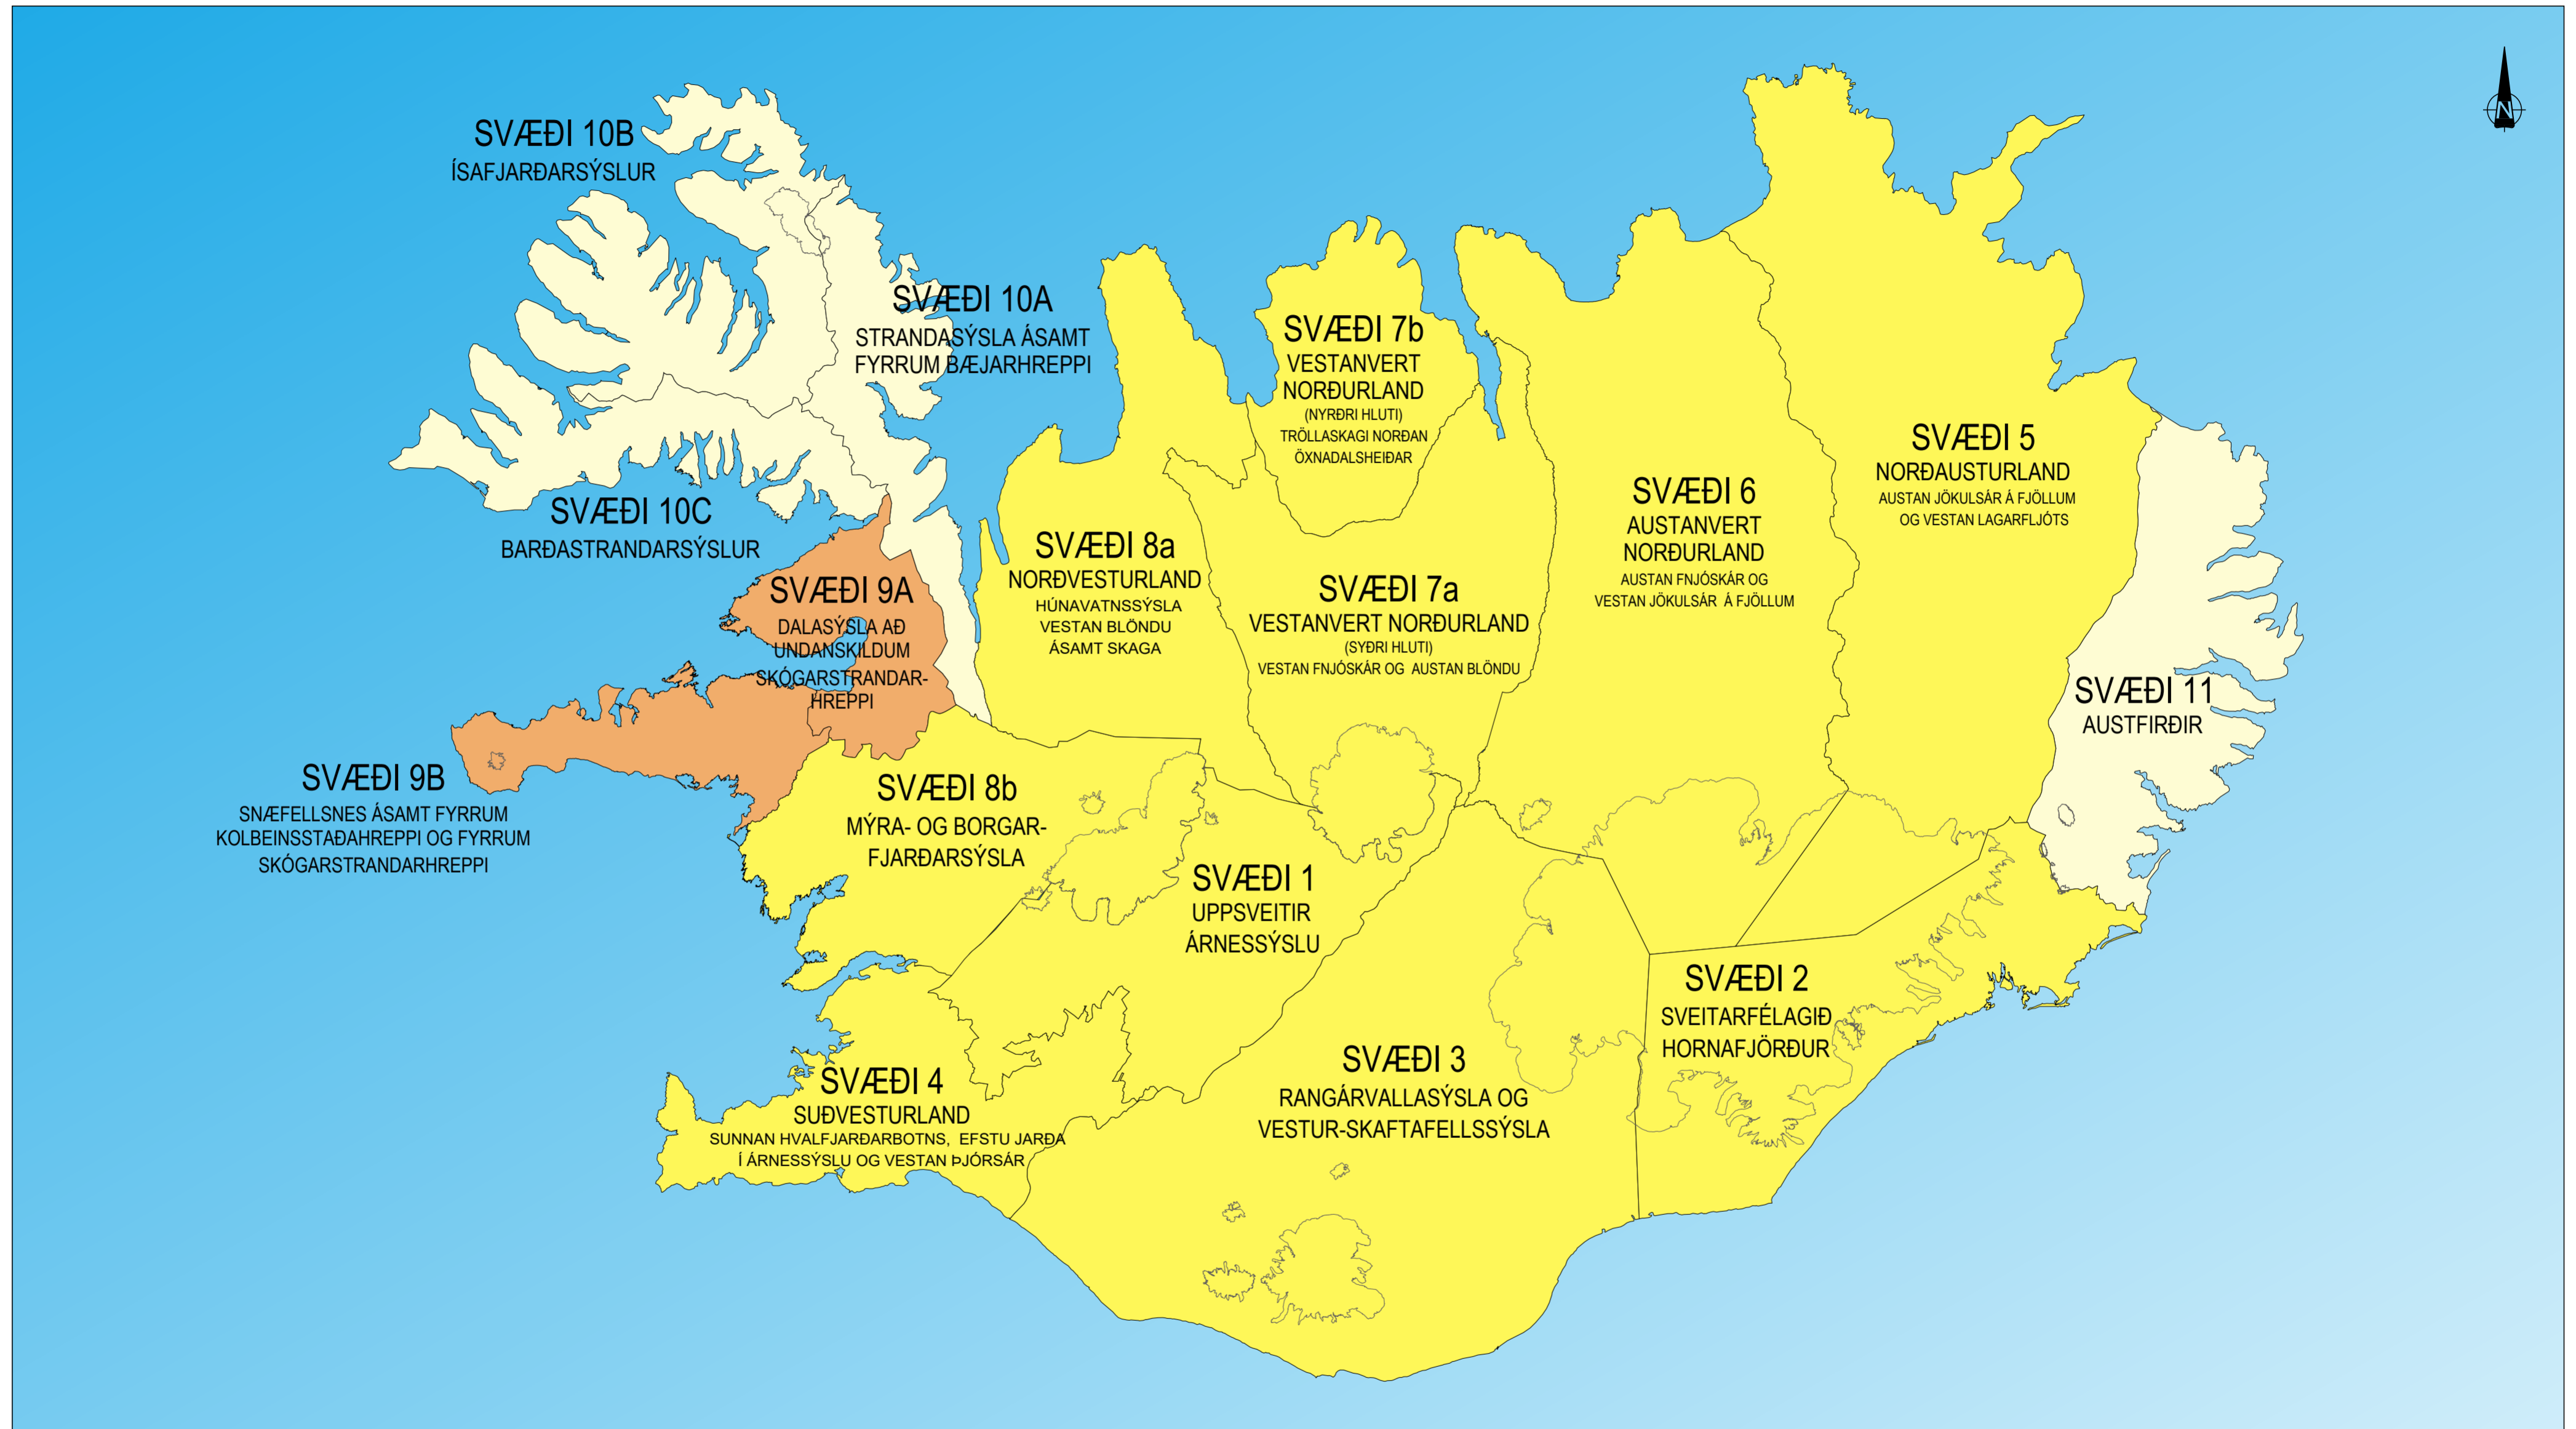 N
SVÆÐI 10B
ÍSAFJARÐARSÝSLUR
SVÆÐI 10A
STRANDASÝSLA ÁSAMT
FYRRUM BÆJARHREPPI
SVÆÐI 7b
VESTANVERT
NORÐURLAND
(NYRÐRI HLUTI)
TRÖLLASKAGI NORÐAN
ÖXNADALSHEIÐAR
SVÆÐI 5
NORÐAUSTURLAND
AUSTAN JÖKULSÁR Á FJÖLLUM
OG VESTAN LAGARFLJÓTS
SVÆÐI 6
AUSTANVERT
NORÐURLAND
AUSTAN FNJÓSKÁR OG
VESTAN JÖKULSÁR Á FJÖLLUM
SVÆÐI 10C
BARÐASTRANDARSÝSLUR
SVÆÐI 8a
NORÐVESTURLAND
HÚNAVATNSSÝSLA
VESTAN BLÖNDU
ÁSAMT SKAGA
SVÆÐI 9A
DALASÝSLA AÐ
UNDANSKILDUM
SKÓGARSTRANDAR-
HREPPI
SVÆÐI 7a
VESTANVERT NORÐURLAND
(SYÐRI HLUTI)
VESTAN FNJÓSKÁR OG AUSTAN BLÖNDU
SVÆÐI 11
AUSTFIRÐIR
SVÆÐI 9B
SNÆFELLSNES ÁSAMT FYRRUM
KOLBEINSSTAÐAHREPPI OG FYRRUM
SKÓGARSTRANDARHREPPI
SVÆÐI 8b
MÝRA- OG BORGAR-
FJARÐARSÝSLA
SVÆÐI 1
UPPSVEITIR
ÁRNESSÝSLU
SVÆÐI 2
SVEITARFÉLAGIÐ
HORNAFJÖRÐUR
SVÆÐI 3
RANGÁRVALLASÝSLA OG
VESTUR-SKAFTAFELLSSÝSLA
SVÆÐI 4
SUÐVESTURLAND
SUNNAN HVALFJARÐARBOTNS, EFSTU JARÐA
Í ÁRNESSÝSLU OG VESTAN ÞJÓRSÁR